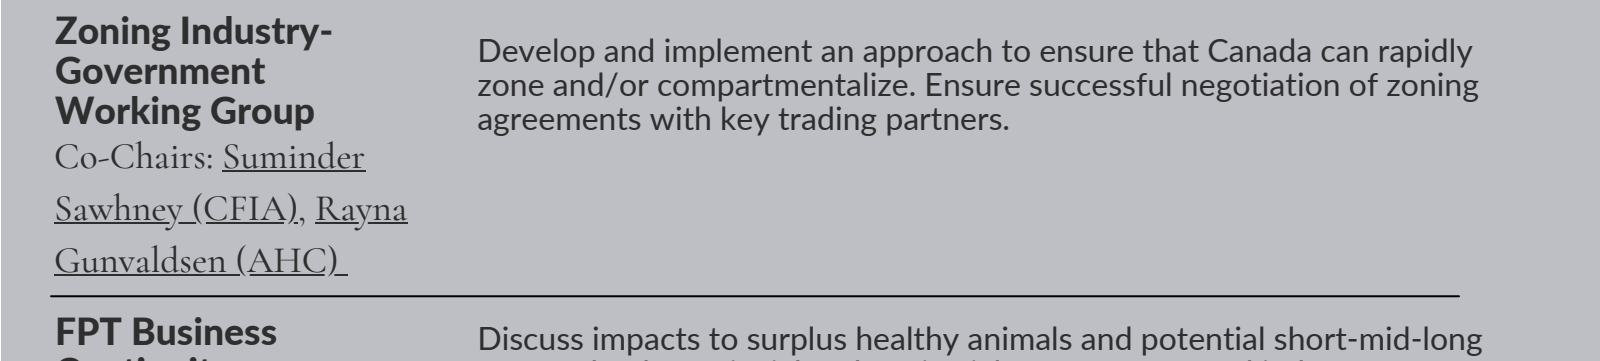 Zoning Industry-
Government
Working Group
Co-Chairs: Suminder
Sawhney (CFIA), Rayna
Gunvaldsen (AHC)
Develop and implement an approach to ensure that Canada can rapidly
zone and/or compartmentalize. Ensure successful negotiation of zoning
agreements with key trading partners.
FPT Business
Discuss impacts to surplus healthy animals and potential short-mid-long